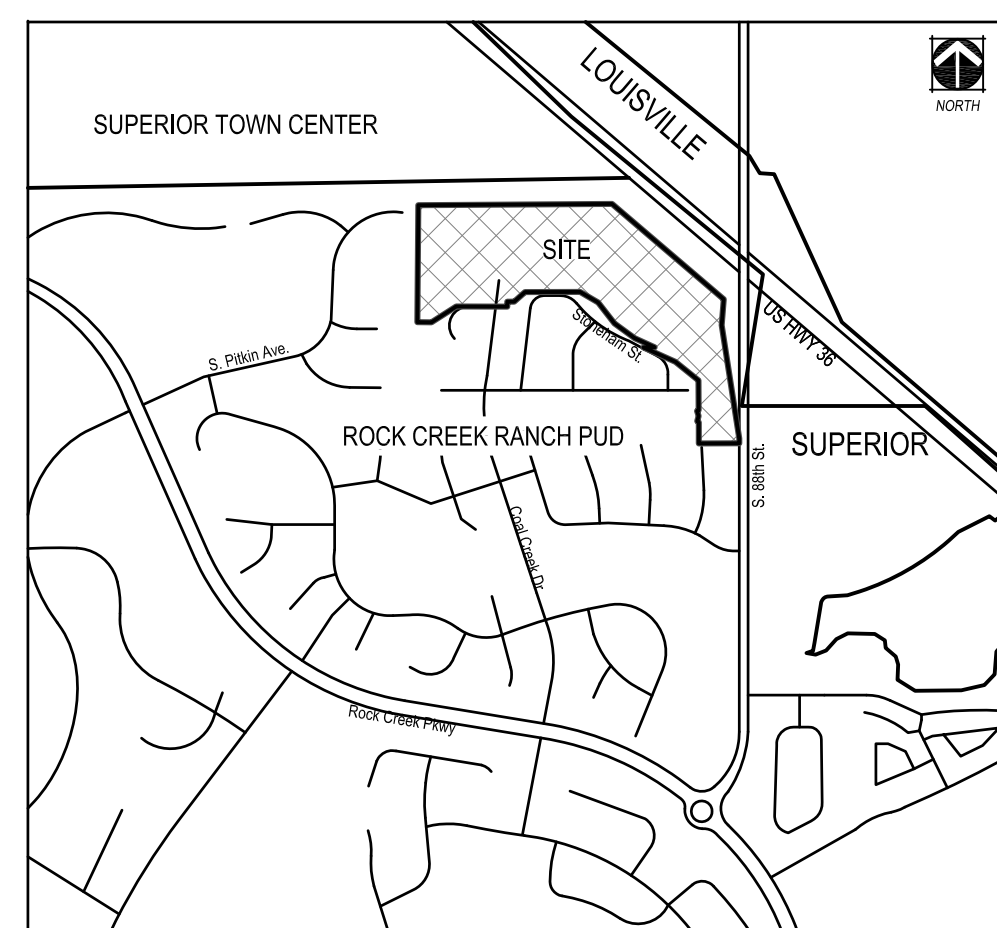 LOUISVILLE
NORTH
SUPERIOR TOWN CENTER
SITE
US HWY 36
Stoneham St.
S. Pitkin Ave.
ROCK CREEK RANCH PUD
SUPERIOR
S. 88th St.
Coal Creek Dr
Rock Creek Pkwy